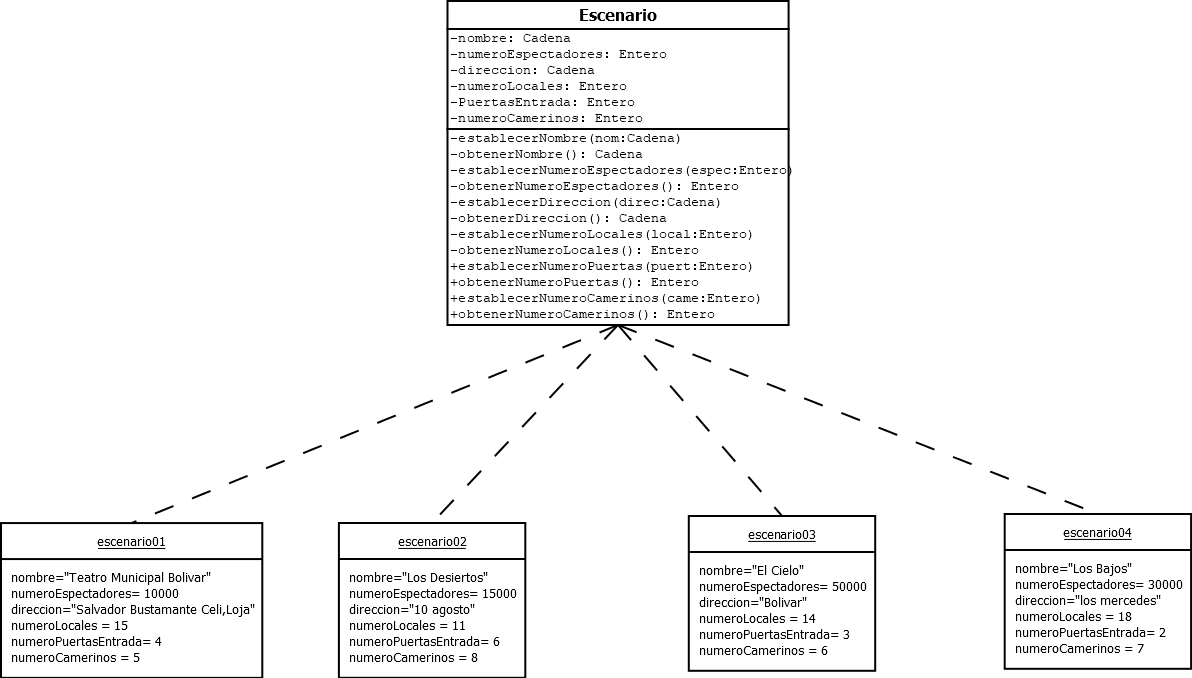 Escenario
-nombre: Cadena
-numeroEspectadores: Entero
-direccion: Cadena
-numeroLocales: Entero
-PuertasEntrada: Entero
-numeroCamerinos: Entero
-establecerNombre(nom:Cadena)
-obtenerNombre(): Cadena
-establecerNumeroEspectadores(espec:Entero)
-obtenerNumeroEspectadores(): Entero
-establecerDireccion(direc:Cadena)
-obtenerDireccion(): Cadena
-establecerNumeroLocales(local:Entero)
-obtenerNumeroLocales(): Entero
+establecerNumeroPuertas(puert:Entero)
+obtenerNumeroPuertas(): Entero
+establecerNumeroCamerinos(came:Entero)
+obtenerNumeroCamerinos(): Entero
escenario01
nombre="Teatro Municipal Bolivar"
numeroEspectadores= 10000
direccion="Salvador Bustamante Celi,Loja"
numeroLocales = 15
numeroPuertasEntrada= 4
numeroCamerinos = 5
escenario02
nombre="Los Desiertos"
numeroEspectadores= 15000
direccion="10 agosto"
numeroLocales = 11
numeroPuertasEntrada= 6
numeroCamerinos = 8
escenario03
nombre="El Cielo"
numeroEspectadores= 50000
direccion="Bolivar"
numeroLocales = 14
numeroPuertasEntrada= 3
numeroCamerinos = 6
escenario04
nombre="Los Bajos"
numeroEspectadores= 30000
direccion="los mercedes"
numeroLocales = 18
numeroPuertasEntrada= 2
numeroCamerinos = 7